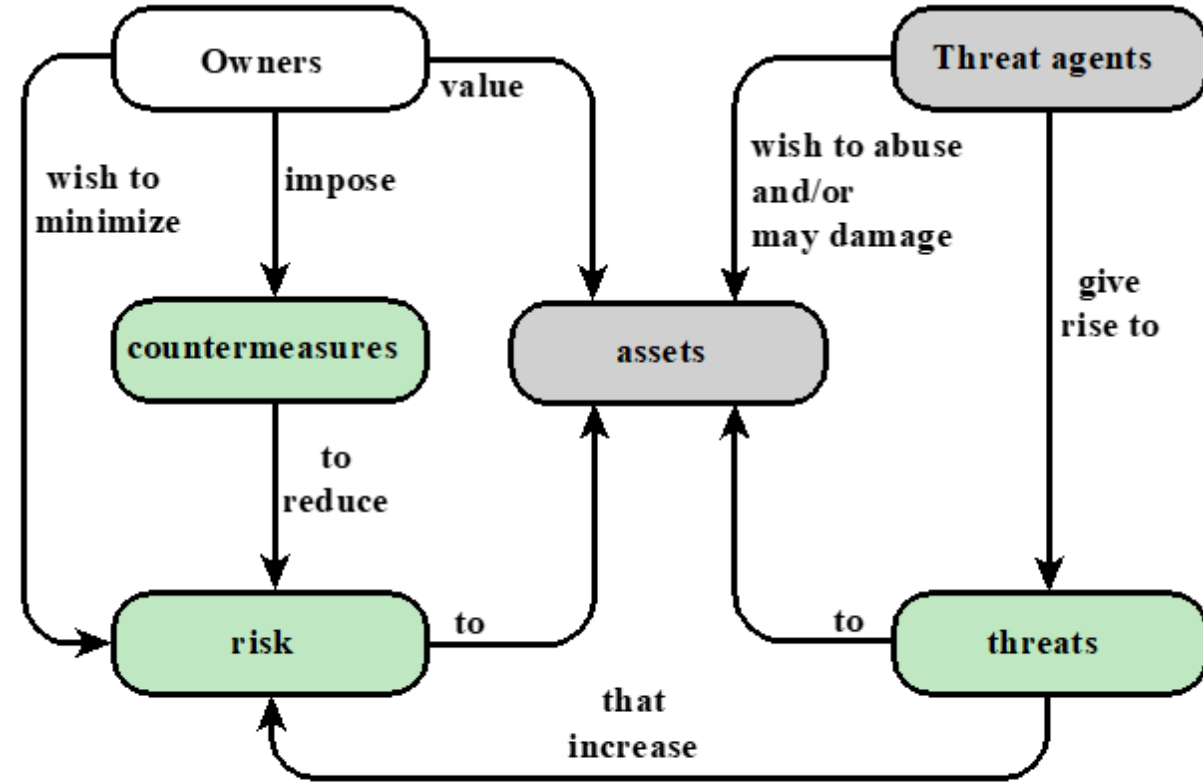 Owners
Threat agents
value
wish to
minimize
impose
wish to abuse
and/or
may damage
give
rise to
countermeasures
assets
to
reduce
risk
to
to
threats
that
increase